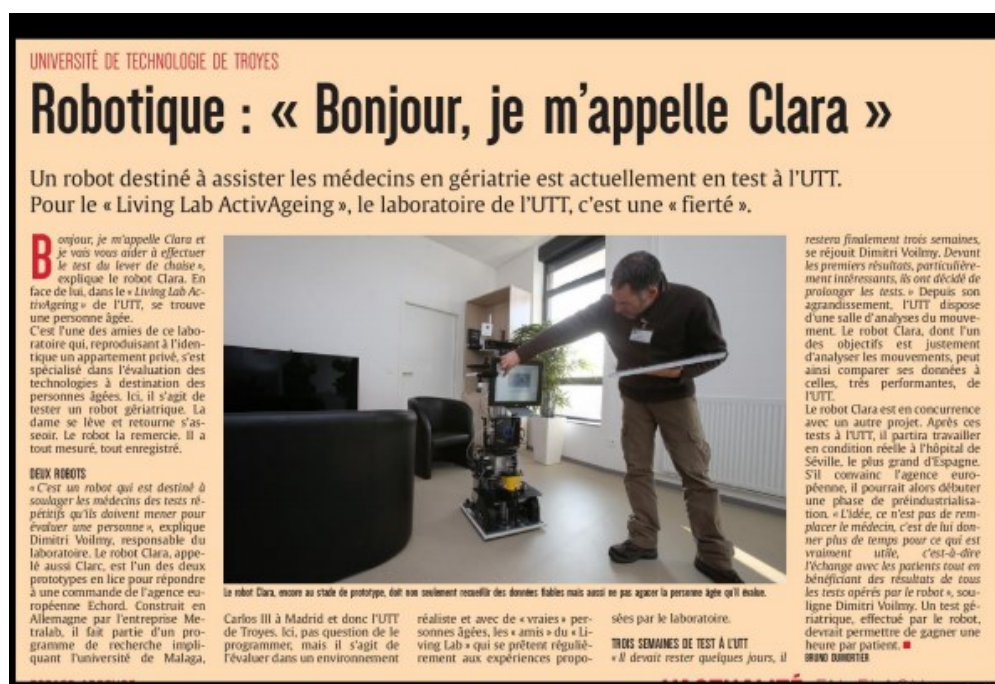 UNIVERSITÉ DE TECHNOLOGIE DE TROYES
Robotique : « Bonjour, je m'appelle Clara »
Un robot destiné à assister les médecins en gériatrie est actuellement en test à l'UTT.
Pour le « Living Lab ActivAgeing », le laboratoire de l'UTT, c'est une « fierté ».
Bonjour, je m'appelle Clara et
je vais vous aider à effectuer
le test du lever de chaise »,
explique le robot Clara. En
face de lui, dans le « Living Lab Ac-
tivAgeing » de l'UTT, se trouve
une personne âgée.
C'est l'une des amies de ce labo-
ratoire qui, reproduisant à l'iden-
tique un appartement privé, s'est
spécialisé dans l'évaluation des
technologies à destination des
personnes âgées. Ici, il s'agit de
tester un robot gériatrique. La
dame se lève et retourne s'as-
seoir. Le robot la remercie. Il a
tout mesuré, tout enregistré.
DEUX ROBOTS
« C'est un robot qui est destiné à
soulager les médecins des tests ré-
pétitifs qu'ils doivent mener pour
évaluer une personne », explique
Dimitri Voilmy, responsable du
laboratoire. Le robot Clara, appe-
lé aussi Clarc, est l'un des deux
prototypes en lice pour répondre
à une commande de l'agence eu-
ropéenne Echord. Construit en
Allemagne par l'entreprise Me-
tralab, il fait partie d'un pro-
gramme de recherche impli-
quant l'université de Malaga,
Le robot Clara, encore au stade de prototype, doit non seulement recueillir des données fiables mais aussi ne pas agacer la personne âgée qu'il évalue.
Carlos III à Madrid et donc l'UTT
de Troyes. Ici, pas question de le
programmer, mais il s'agit de
l'évaluer dans un environnement
réaliste et avec de « vraies » per-
sonnes âgées, les « amis » du « Li-
ving Lab » qui se prêtent réguliè-
rement aux expériences propo-
sées par le laboratoire.
TROIS SEMAINES DE TEST À L'UTT
« Il devait rester quelques jours, il
restera finalement trois semaines,
se réjouit Dimitri Voilmy. Devant
les premiers résultats, particulière-
ment intéressants, ils ont décidé de
prolonger les tests. » Depuis son
agrandissement, l'UTT dispose
d'une salle d'analyses du mouve-
ment. Le robot Clara, dont l'un
des objectifs est justement
d'analyser les mouvements, peut
ainsi comparer ses données à
celles, très performantes, de
l'UTT.
Le robot Clara est en concurrence
avec un autre projet. Après ces
tests à l'UTT, il partira travailler
en condition réelle à l'hôpital de
Séville, le plus grand d'Espagne.
S'il convainc l'agence euro-
péenne, il pourrait alors débuter
une phase de préindustrialisa-
tion. « L'idée, ce n'est pas de rem-
placer le médecin, c'est de lui don-
ner plus de temps pour ce qui est
vraiment utile, c'est-à-dire
l'échange avec les patients tout en
bénéficiant des résultats de tous
les tests opérés par le robot », sou-
ligne Dimitri Voilmy. Un test gé-
riatrique, effectué par le robot,
devrait permettre de gagner une
heure par patient.
BRUNO DUMORTIER